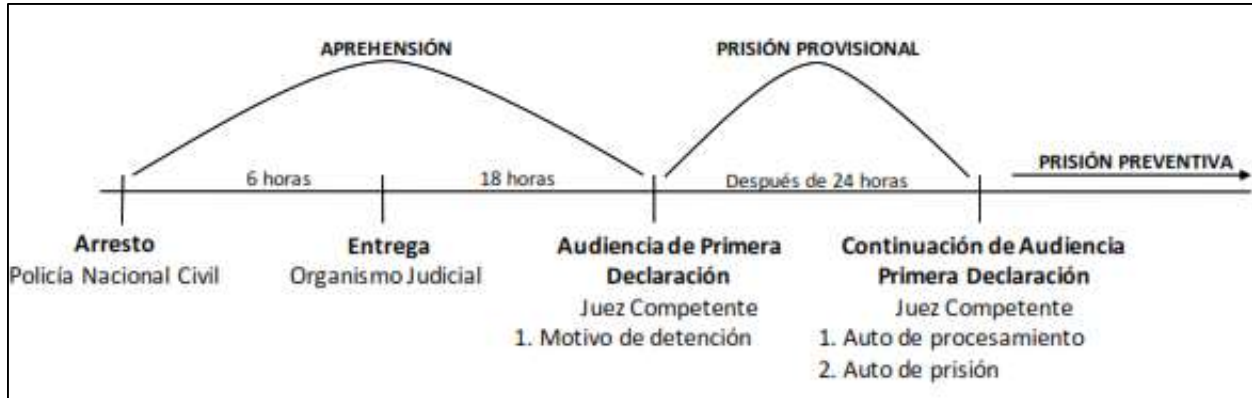 APREHENSIÓN
PRISIÓN PROVISIONAL
PRISIÓN PREVENTIVA
6 horas
18 horas
Después de 24 horas
Arresto
Policía Nacional Civil
Entrega
Organismo Judicial
Audiencia de Primera
Declaración
Juez Competente
1. Motivo de detención
Continuación de Audiencia
Primera Declaración
Juez Competente
1. Auto de procesamiento
2. Auto de prisión